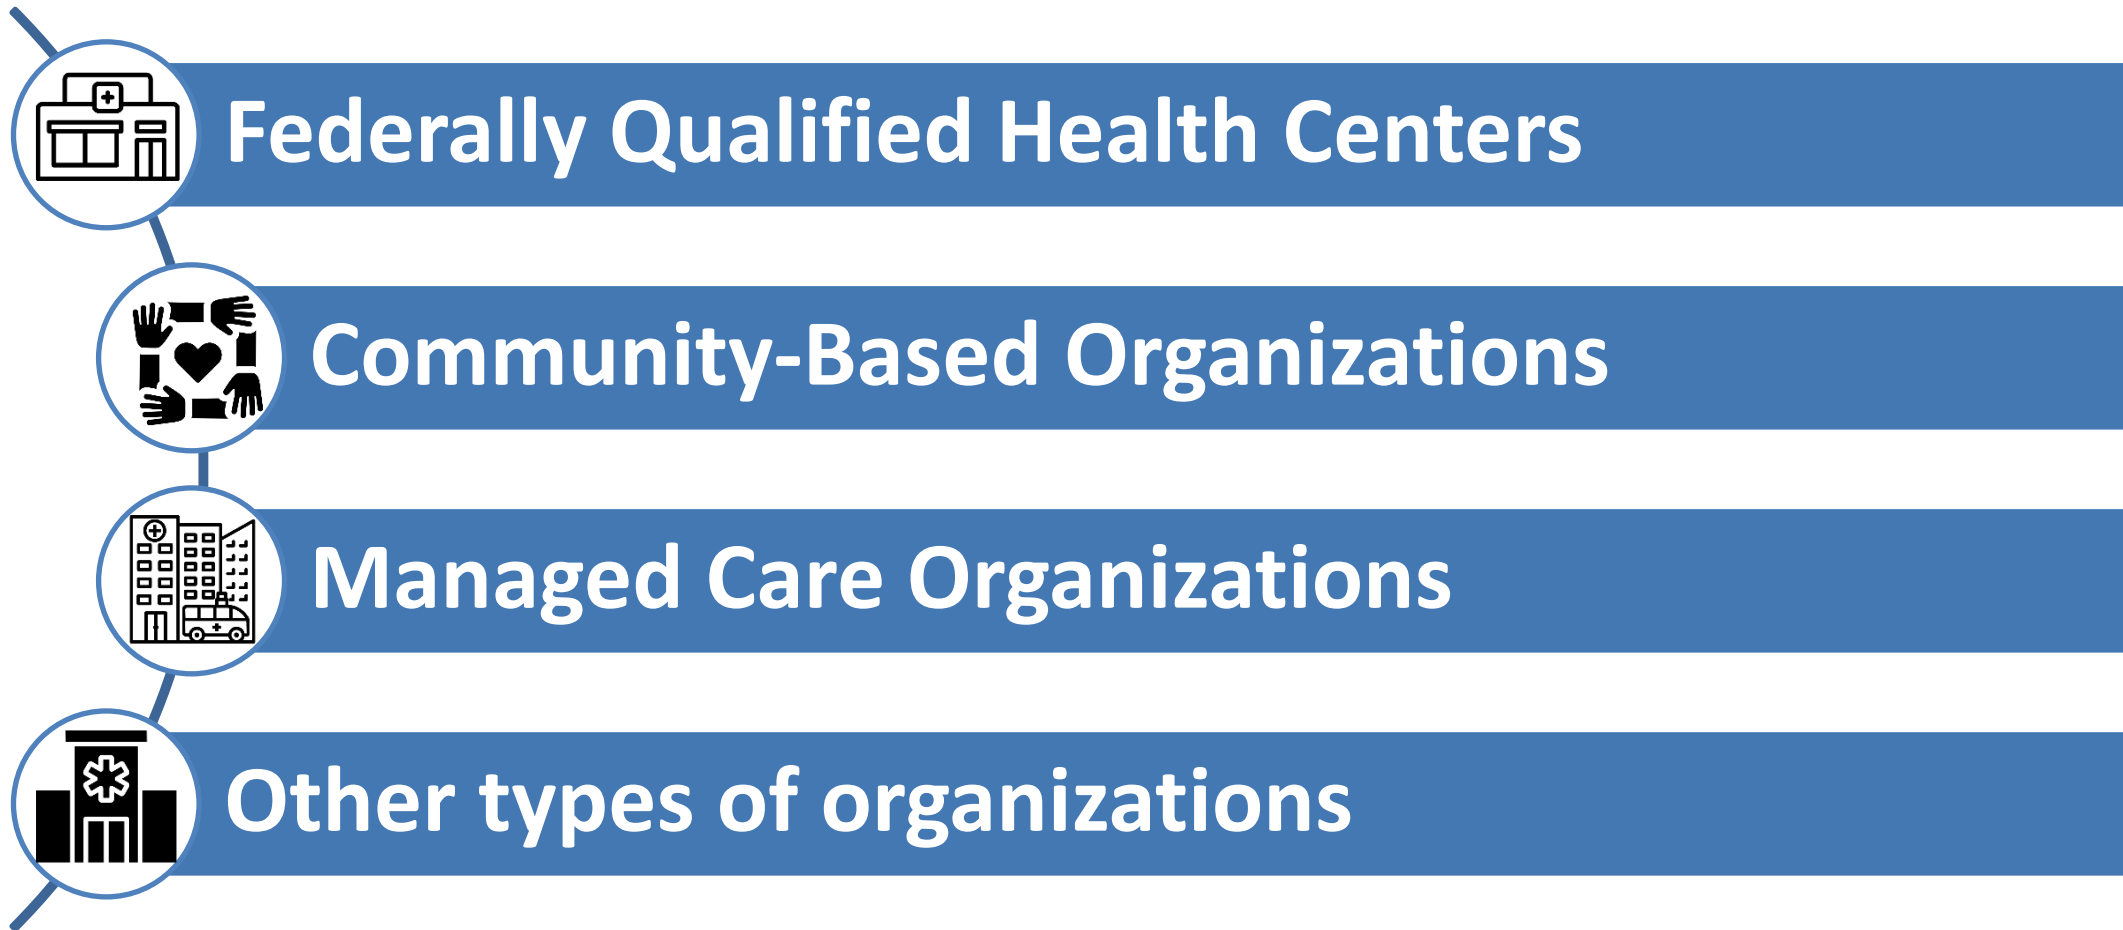 Federally Qualified Health Centers
Community-Based Organizations
Managed Care Organizations
Other types of organizations